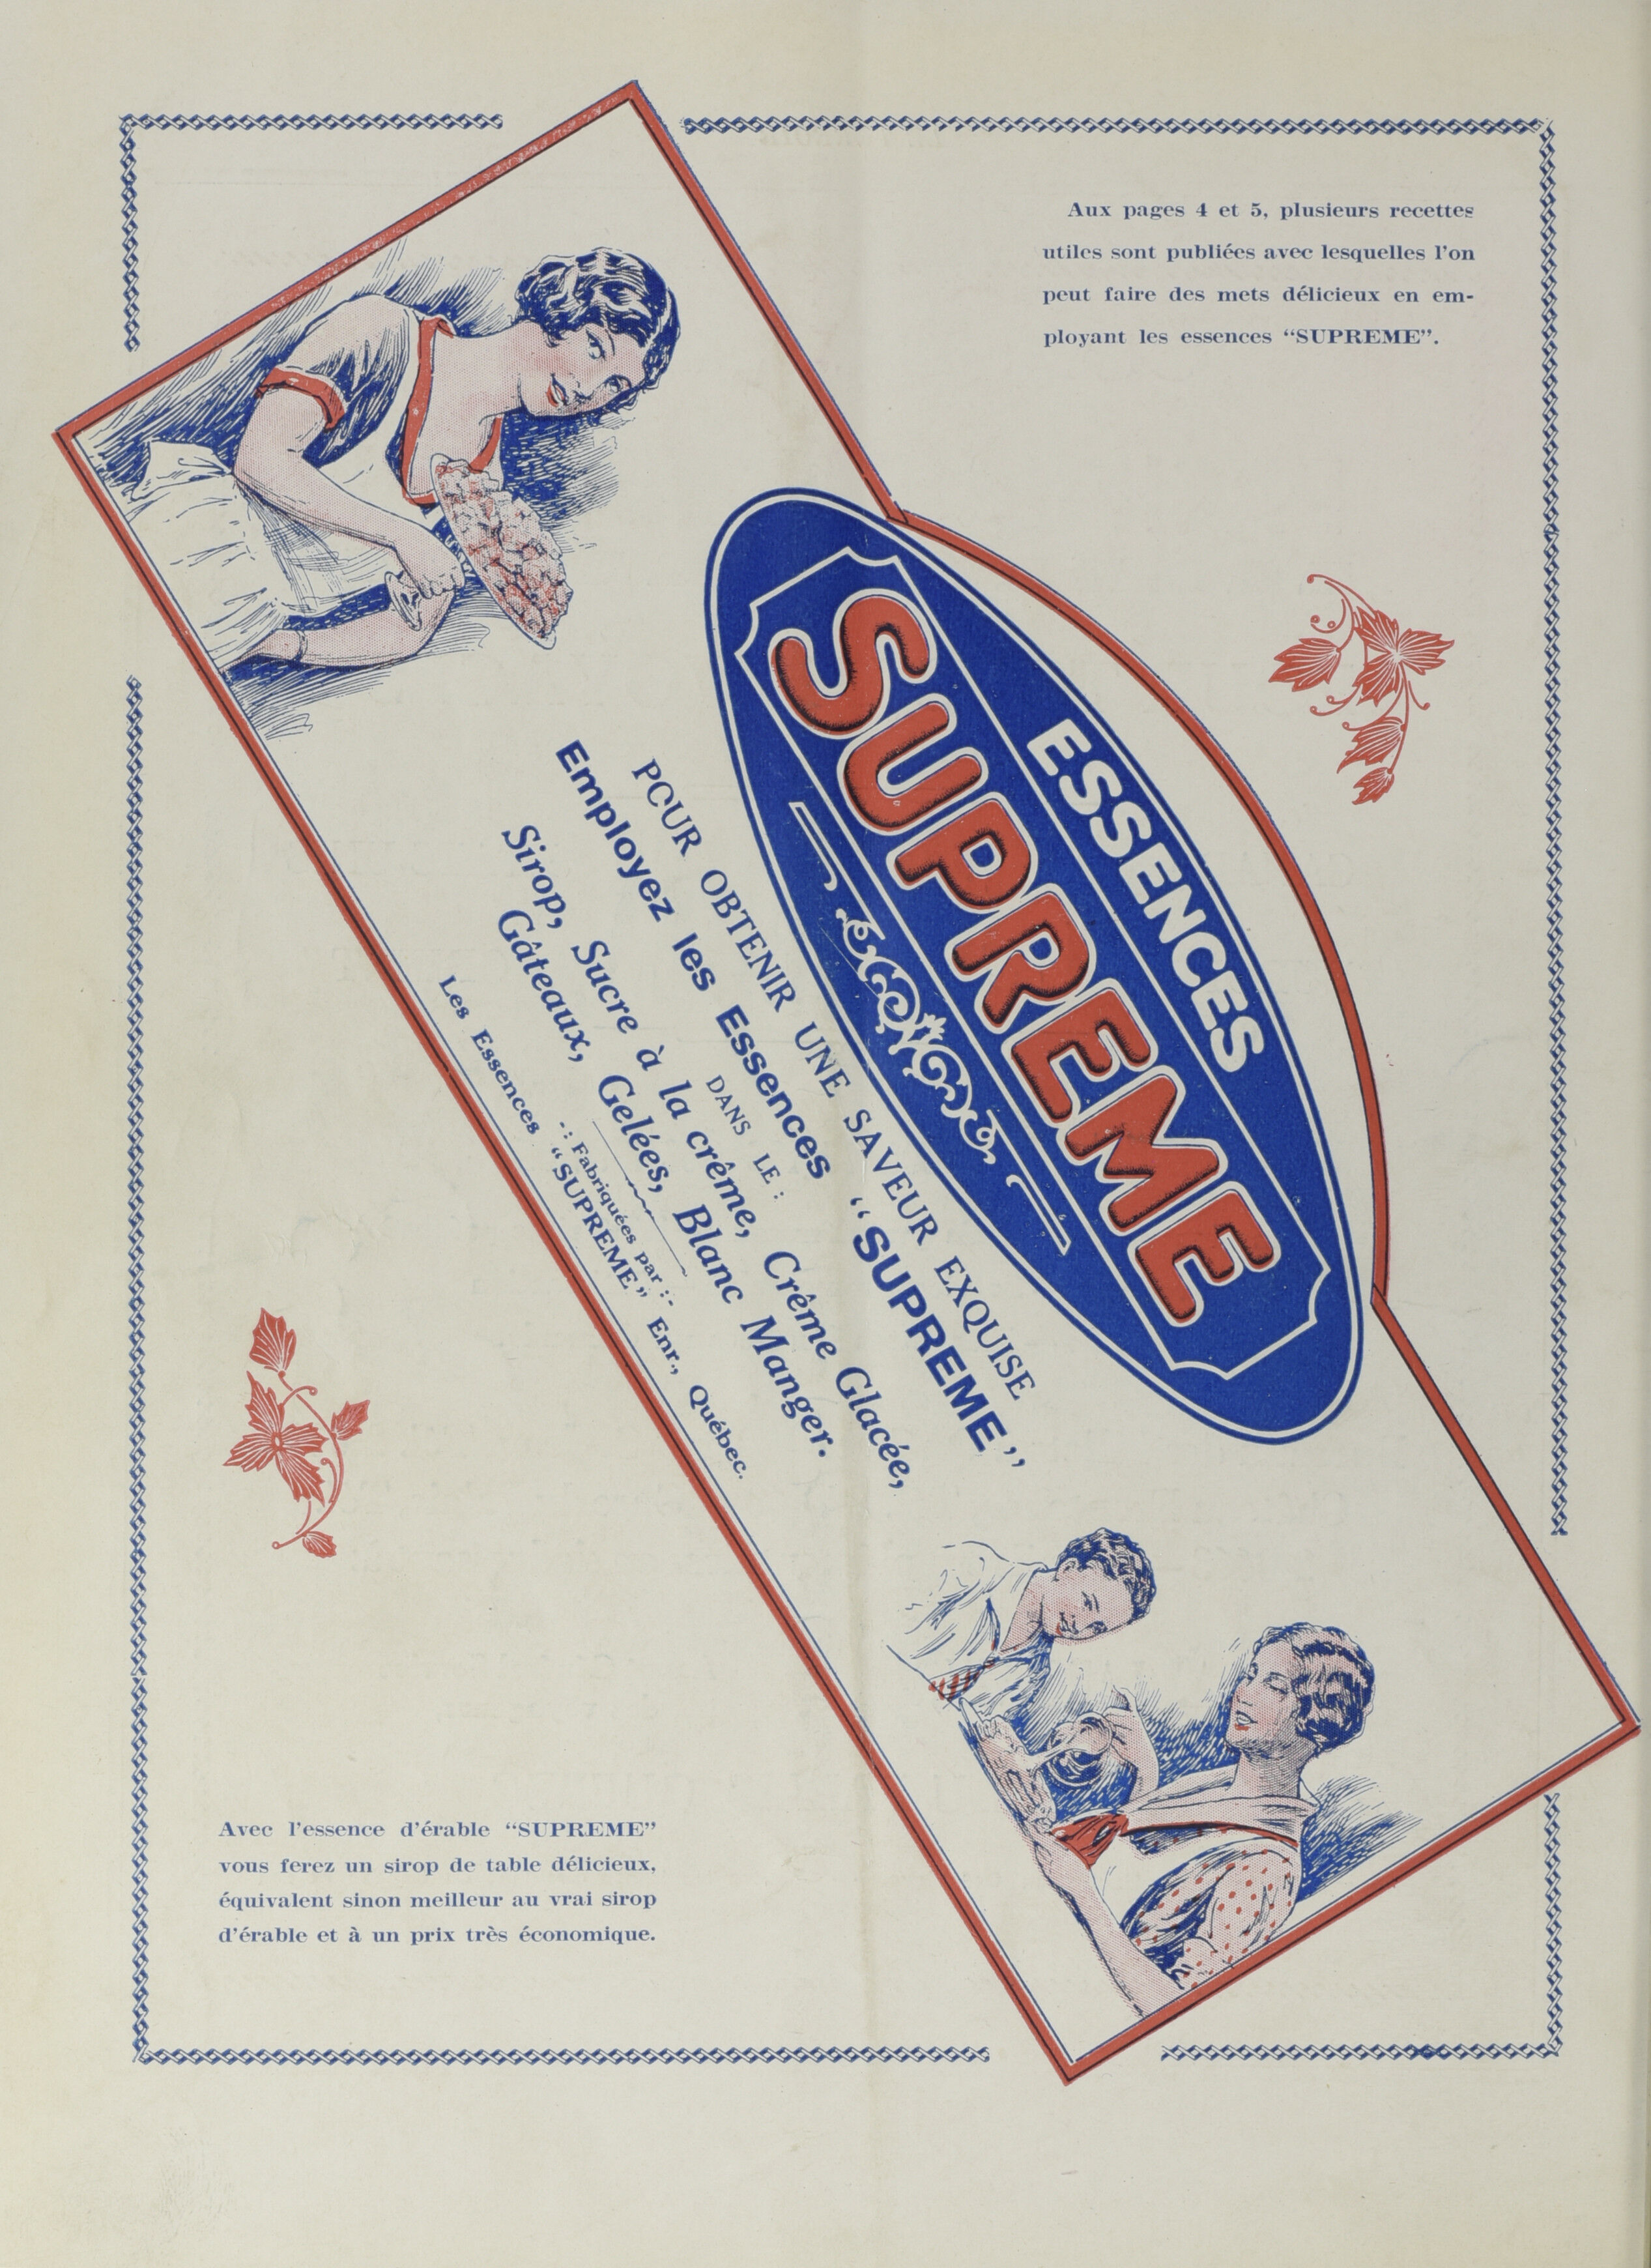 Aux pages 4 et 5, plusieurs recettes
utiles sont publiées avec lesquelles l'on
peut faire des mets délicieux en em-
ployant les essences “SUPREME”.
ESSENCES
SUPREME
POUR OBTENIR UNE SAVEUR EXQUISE
Employez les Essences “SUPREME”
DANS LE :
Sirop, Sucre à la crême, Crême Glacée,
Gâteaux, Gelées, Blanc Manger.
-: Fabriquées par :-
Les Essences “SUPREME” Enr., Québec.
Avec l'essence d'érable “SUPREME”
vous ferez un sirop de table délicieux,
équivalent sinon meilleur au vrai sirop
d'érable et à un prix très économique.